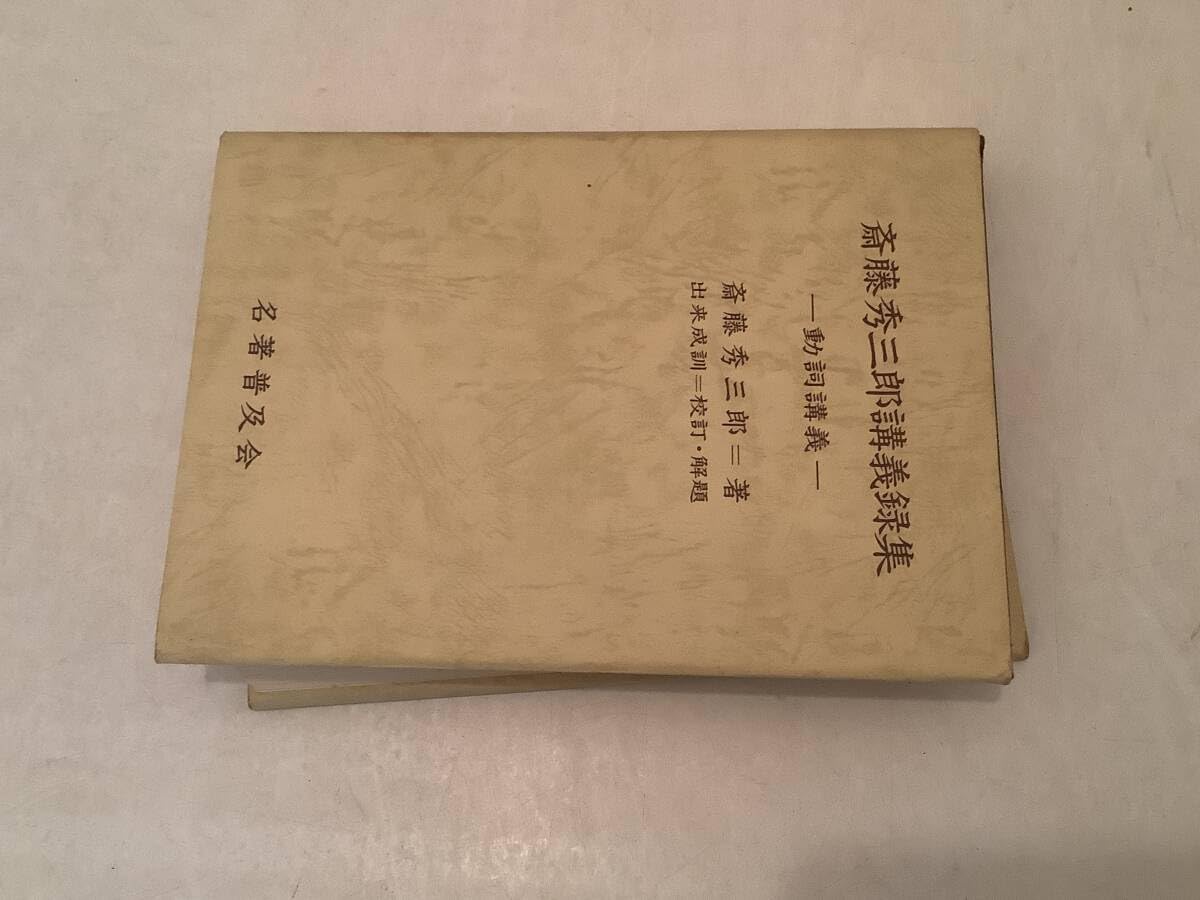 斎藤秀三郎講義録集
―動詞講義―
斎藤秀三郎＝著
出来成訓＝校訂・解題
名著普及会